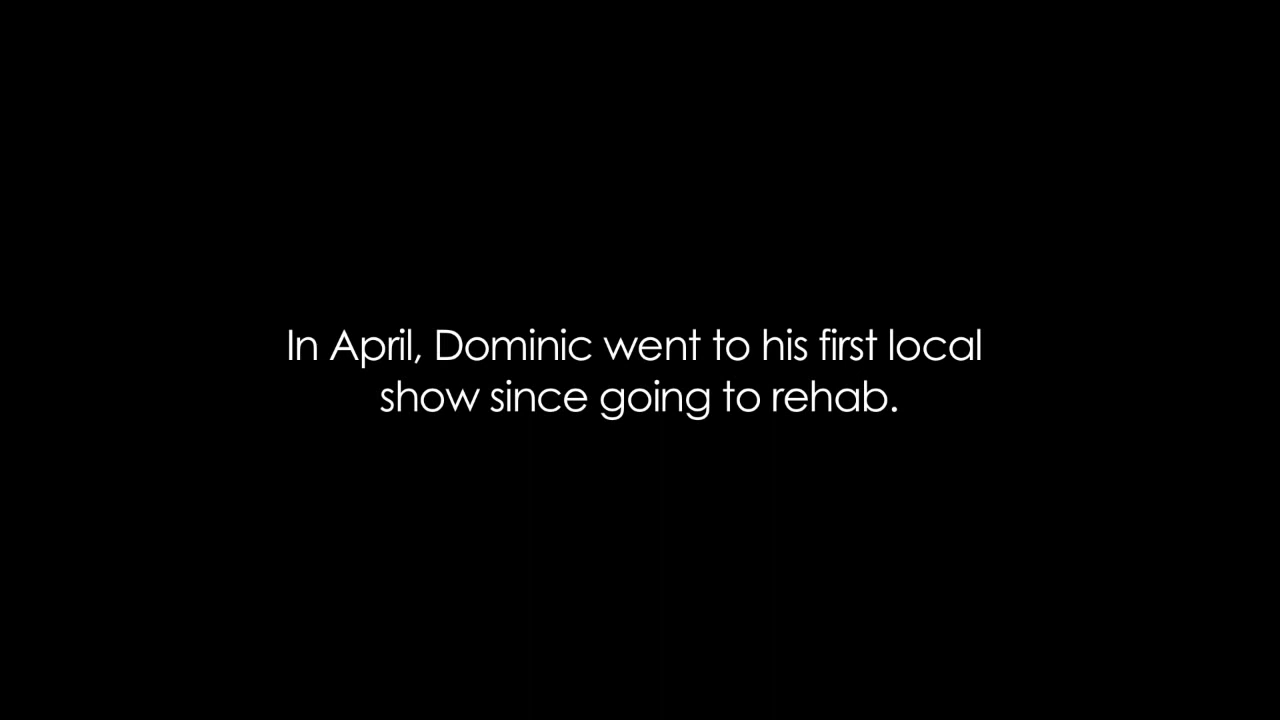 In April, Dominic went to his first local
show since going to rehab.